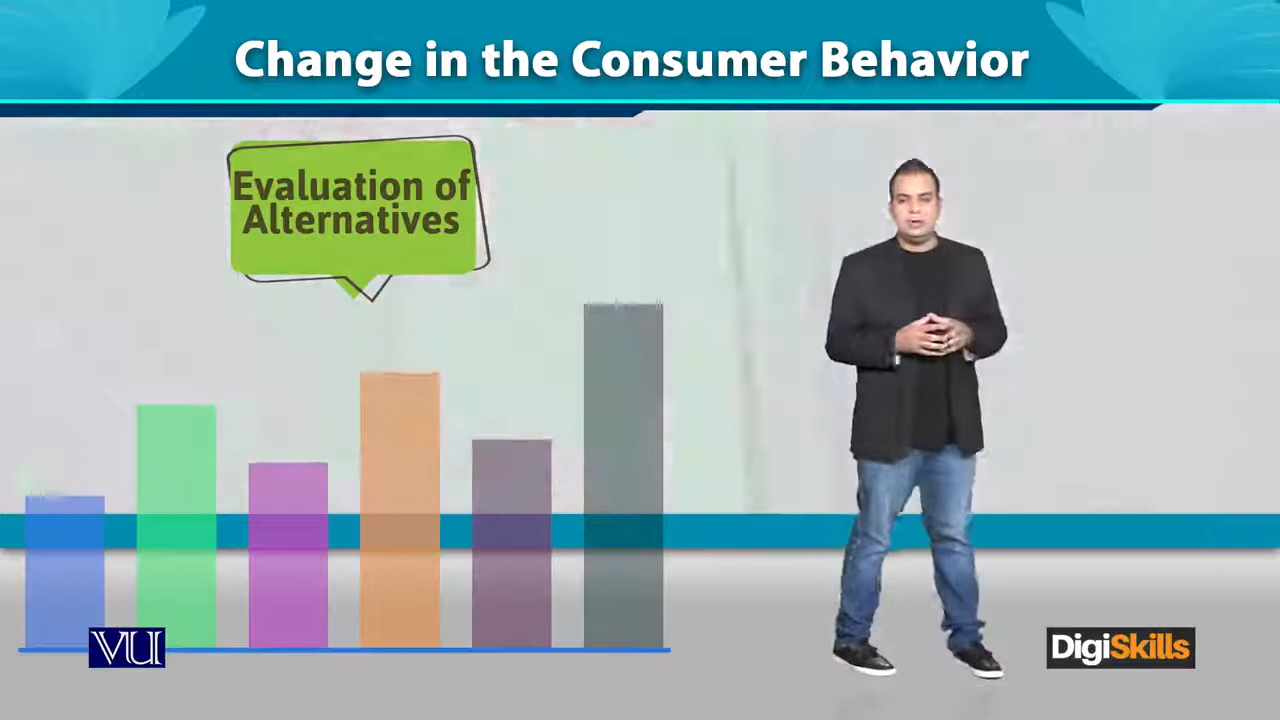 Change in the Consumer Behavior
Evaluation of
Alternatives
VU
DigiSkills